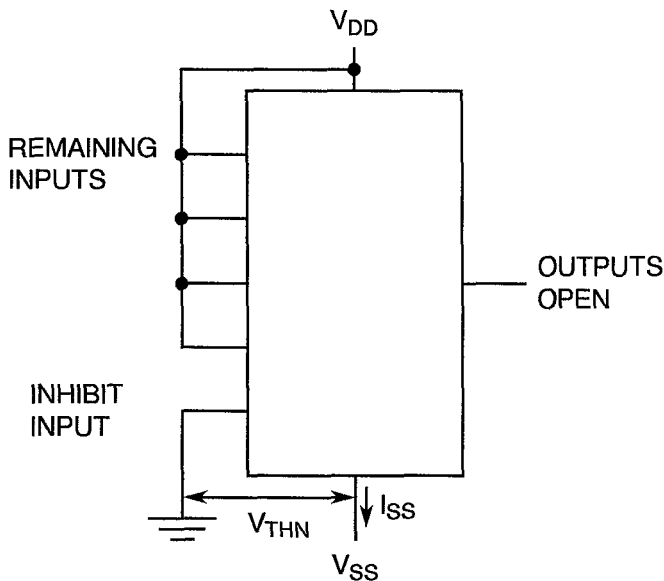 VDD
REMAINING
INPUTS
OUTPUTS
OPEN
INHIBIT
INPUT
VTHN
ISS
VSS